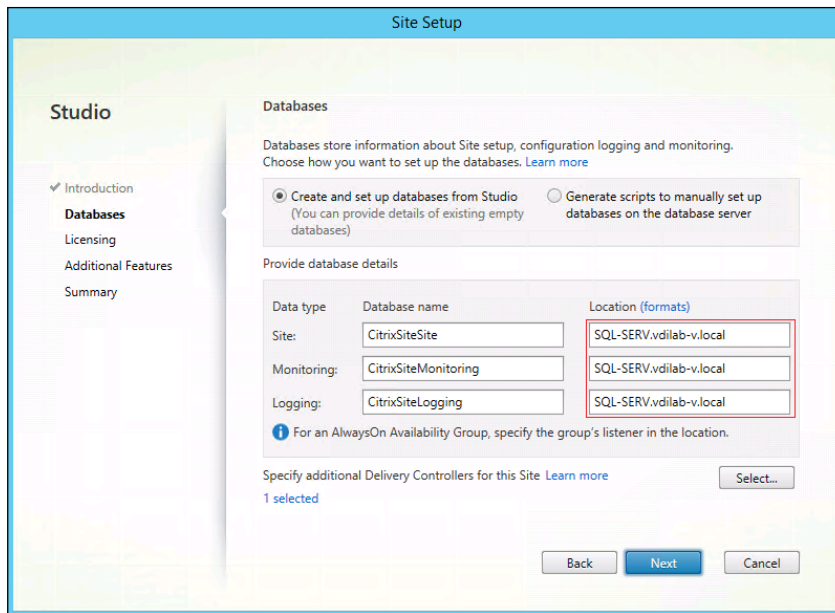 Site Setup
Studio
✔ Introduction
Databases
Licensing
Additional Features
Summary
Databases
Databases store information about Site setup, configuration logging and monitoring.
Choose how you want to set up the databases. Learn more
Create and set up databases from Studio
(You can provide details of existing empty
databases)
Generate scripts to manually set up
databases on the database server
Provide database details
Data type Database name Location (formats)
Site: CitrixSiteSite SQL-SERV.vdilab-v.local
Monitoring: CitrixSiteMonitoring SQL-SERV.vdilab-v.local
Logging: CitrixSiteLogging SQL-SERV.vdilab-v.local
For an AlwaysOn Availability Group, specify the group's listener in the location.
Specify additional Delivery Controllers for this Site Learn more
Select...
1 selected
Back Next Cancel